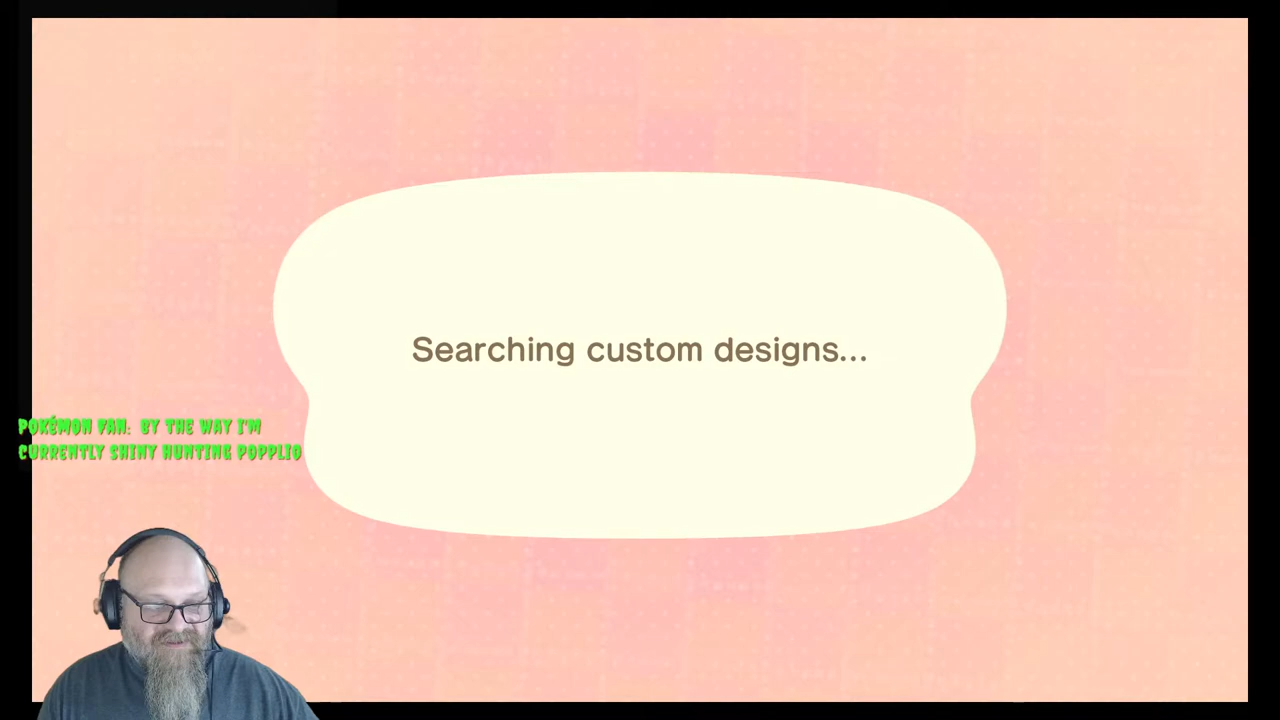 Searching custom designs...
POKÉMON FAN: BY THE WAY I'M
CURRENTLY SHINY HUNTING POPPLIO